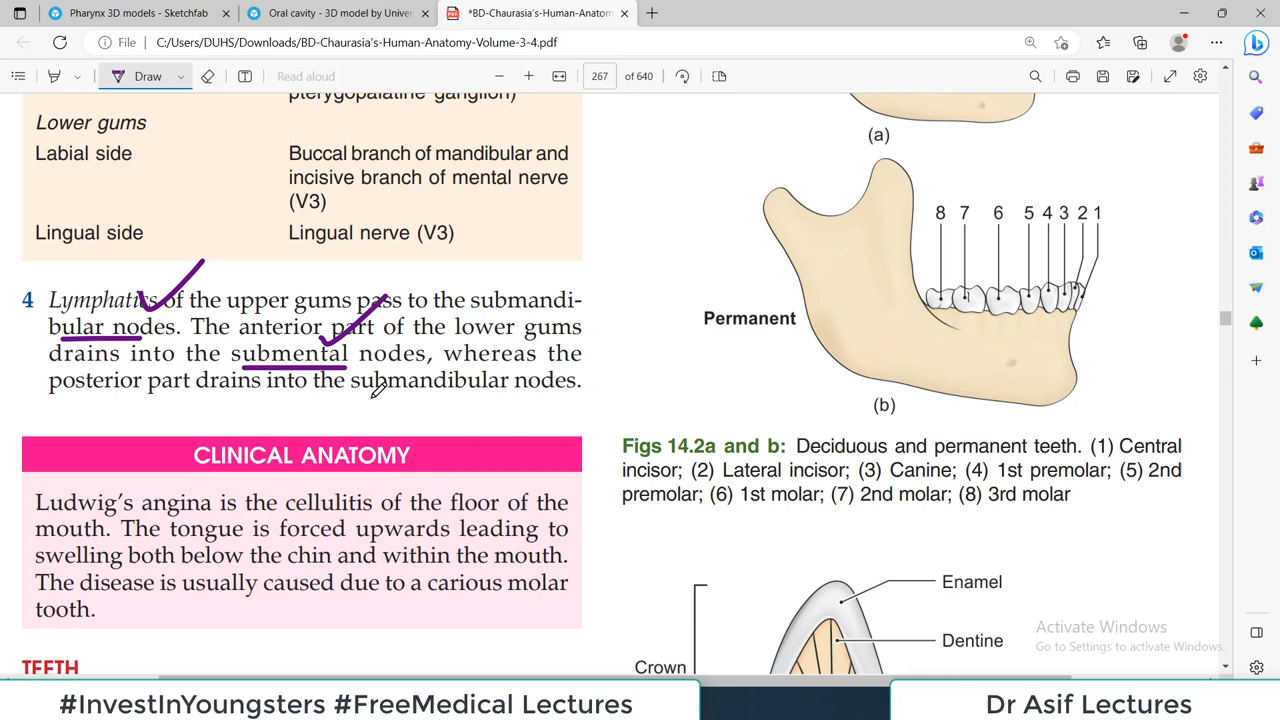 Pharynx 3D models - Sketchfab
Oral cavity - 3D model by Univer
*BD-Chaurasia's-Human-Anatom
File C:/Users/DUHS/Downloads/BD-Chaurasia's-Human-Anatomy-Volume-3-4.pdf
Draw
Read aloud
267 of 640
pterygopalatine ganglion)
Lower gums
Labial side
Buccal branch of mandibular and
incisive branch of mental nerve
(V3)
Lingual side
Lingual nerve (V3)
4 Lymphatics of the upper gums pass to the submandi-
bular nodes. The anterior part of the lower gums
drains into the submental nodes, whereas the
posterior part drains into the submandibular nodes.
CLINICAL ANATOMY
Ludwig's angina is the cellulitis of the floor of the
mouth. The tongue is forced upwards leading to
swelling both below the chin and within the mouth.
The disease is usually caused due to a carious molar
tooth.
TEETH
(a)
8 7 6 5 4 3 2 1
Permanent
(b)
Figs 14.2a and b: Deciduous and permanent teeth. (1) Central
incisor; (2) Lateral incisor; (3) Canine; (4) 1st premolar; (5) 2nd
premolar; (6) 1st molar; (7) 2nd molar; (8) 3rd molar
Enamel
Dentine
Crown
Activate Windows
Go to Settings to activate Windows.
#InvestInYoungsters #FreeMedical Lectures
Dr Asif Lectures